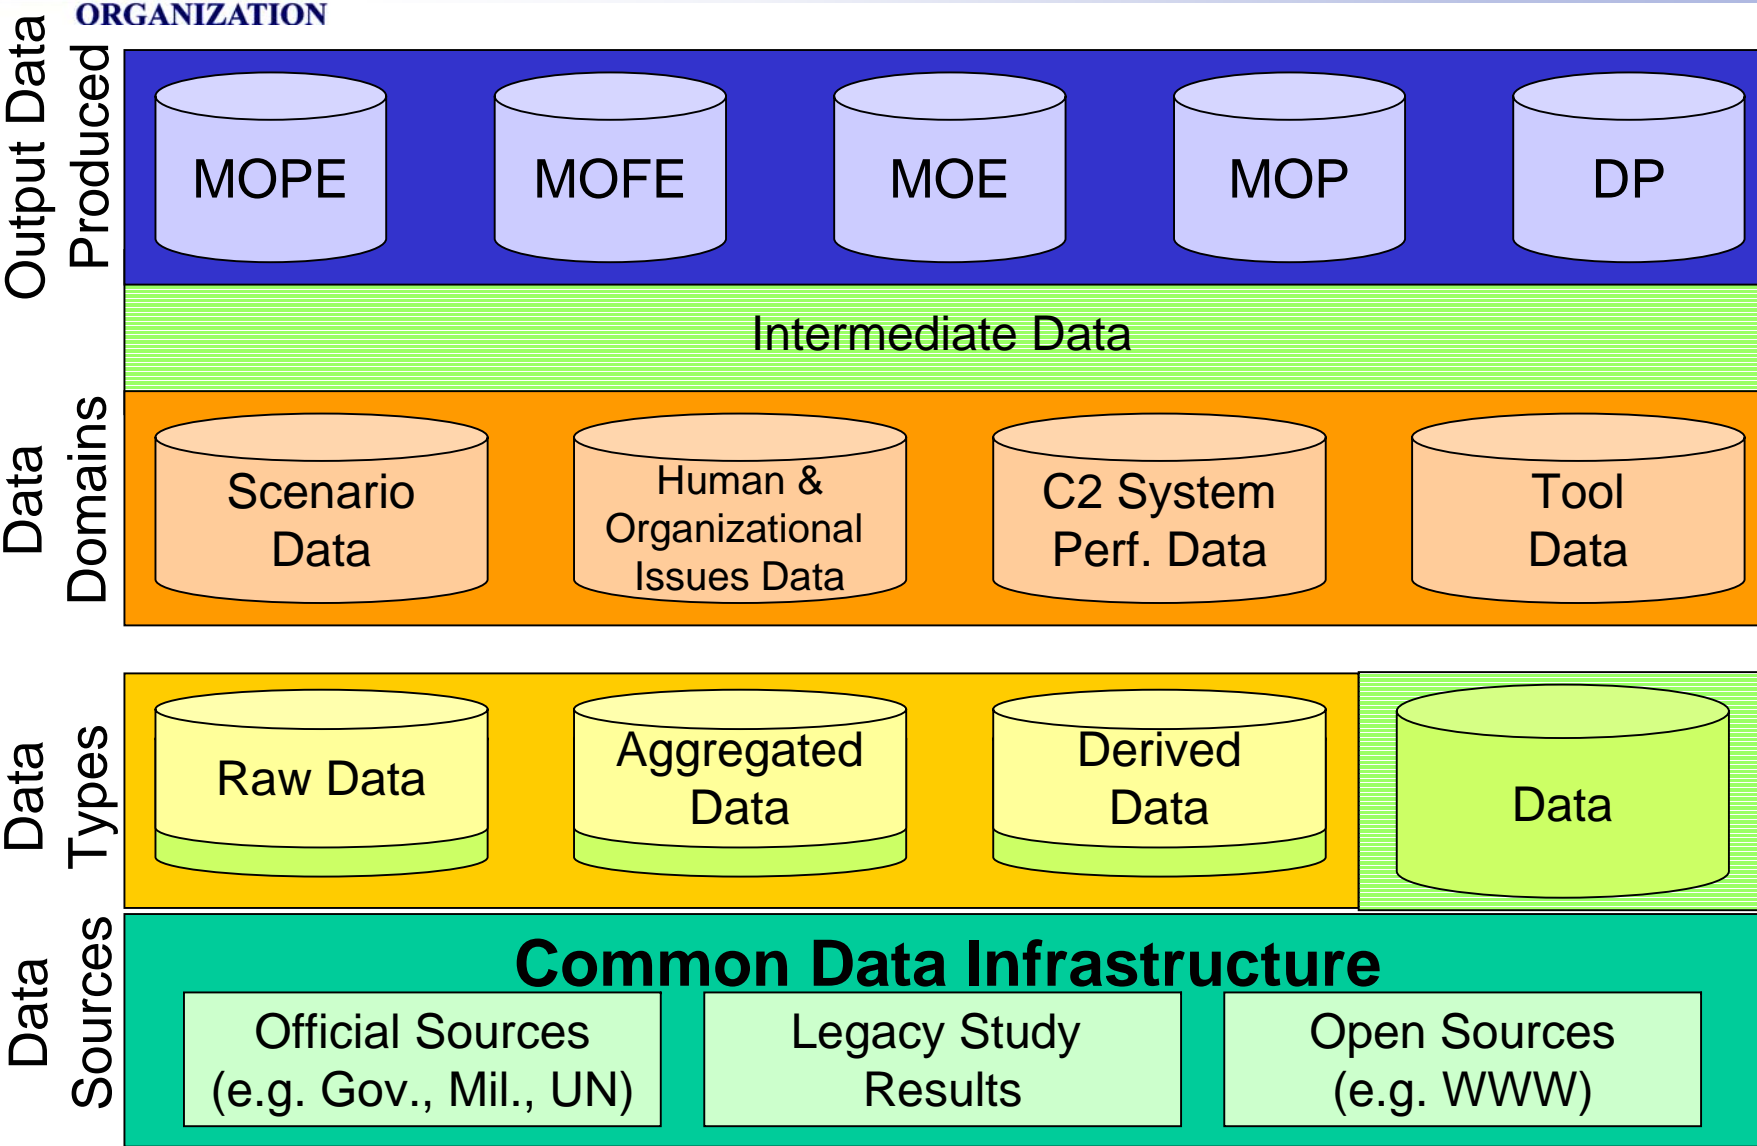 ORGANIZATION
Output Data
Produced
MOPE
MOFE
MOE
MOP
DP
Intermediate Data
Data
Domains
Scenario
Data
Human &
Organizational
Issues Data
C2 System
Perf. Data
Tool
Data
Data
Types
Raw Data
Aggregated
Data
Derived
Data
Data
Data
Sources
Common Data Infrastructure
Official Sources
(e.g. Gov., Mil., UN)
Legacy Study
Results
Open Sources
(e.g. WWW)